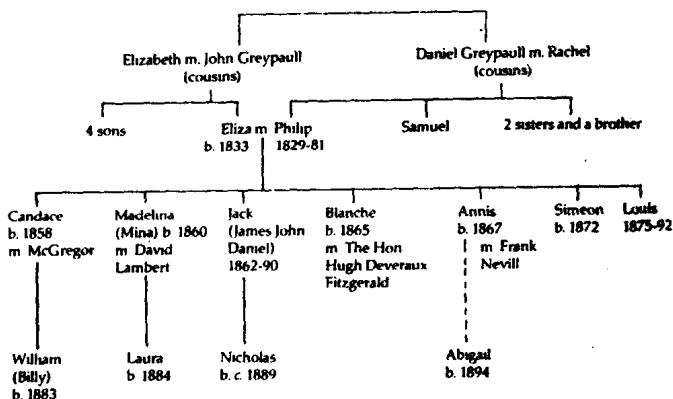 Elizabeth m. John Greypaull
(cousins)
Daniel Greypaull m. Rachel
(cousins)
4 sons
Eliza m Philip
b. 1833 1829-81
Samuel
2 sisters and a brother
Candace
b. 1858
m McGregor
Madelina
(Mina) b 1860
m David
Lambert
Jack
(James John
Daniel)
1862-90
Blanche
b. 1865
m The Hon
Hugh Deveraux
Fitzgerald
Annis
b. 1867
m Frank
Nevill
Simeon
b. 1872
Louis
1875-92
William
(Billy)
b. 1883
Laura
b 1884
Nicholas
b. c. 1889
Abigail
b. 1894